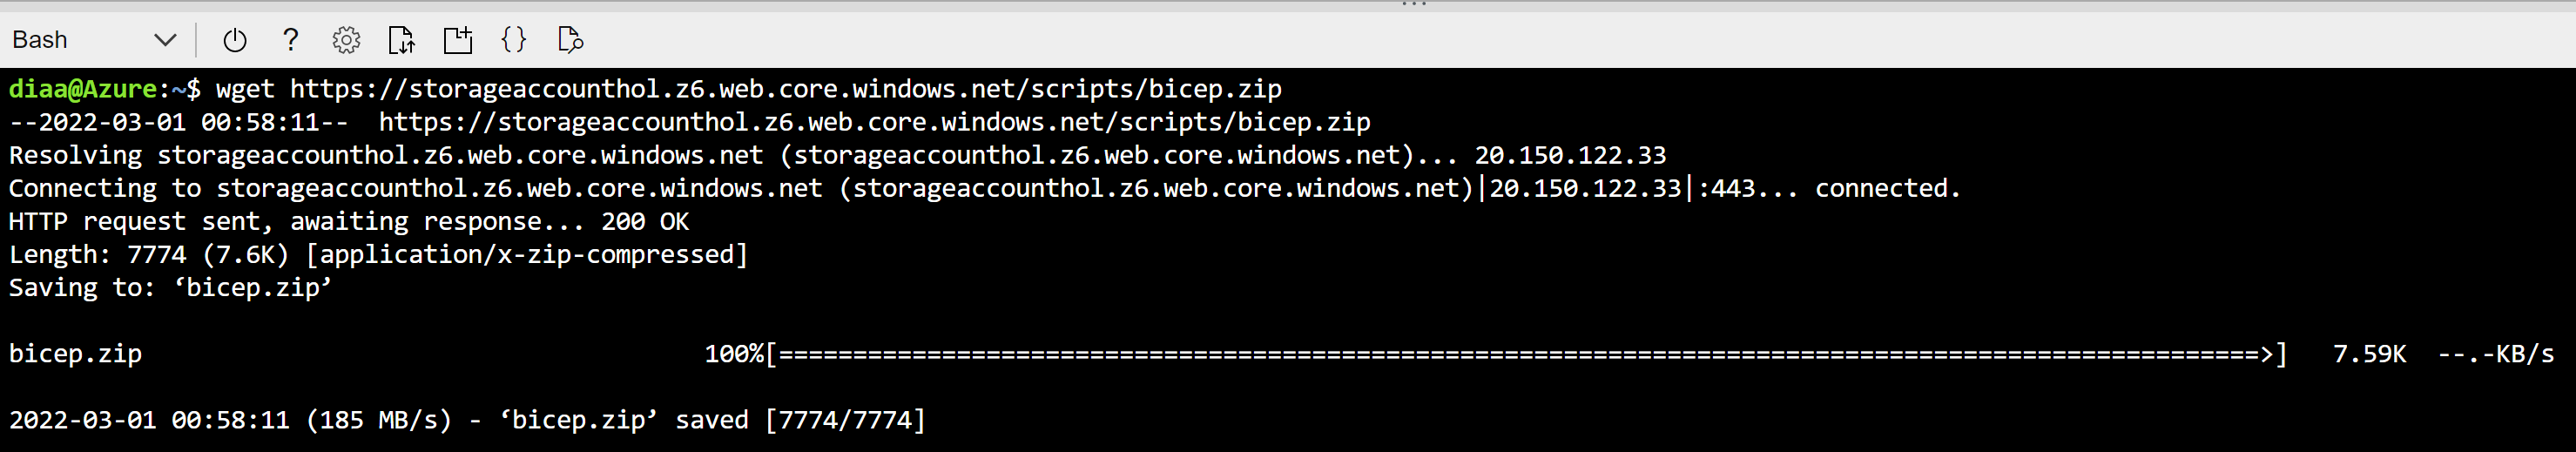 Bash
diaa@Azure:~$ wget https://storageaccounthol.z6.web.core.windows.net/scripts/bicep.zip
--2022-03-01 00:58:11--  https://storageaccounthol.z6.web.core.windows.net/scripts/bicep.zip
Resolving storageaccounthol.z6.web.core.windows.net (storageaccounthol.z6.web.core.windows.net)... 20.150.122.33
Connecting to storageaccounthol.z6.web.core.windows.net (storageaccounthol.z6.web.core.windows.net)|20.150.122.33|:443... connected.
HTTP request sent, awaiting response... 200 OK
Length: 7774 (7.6K) [application/x-zip-compressed]
Saving to: ‘bicep.zip’
bicep.zip 100%[====================================================================================================>] 7.59K --.-KB/s
2022-03-01 00:58:11 (185 MB/s) - ‘bicep.zip’ saved [7774/7774]